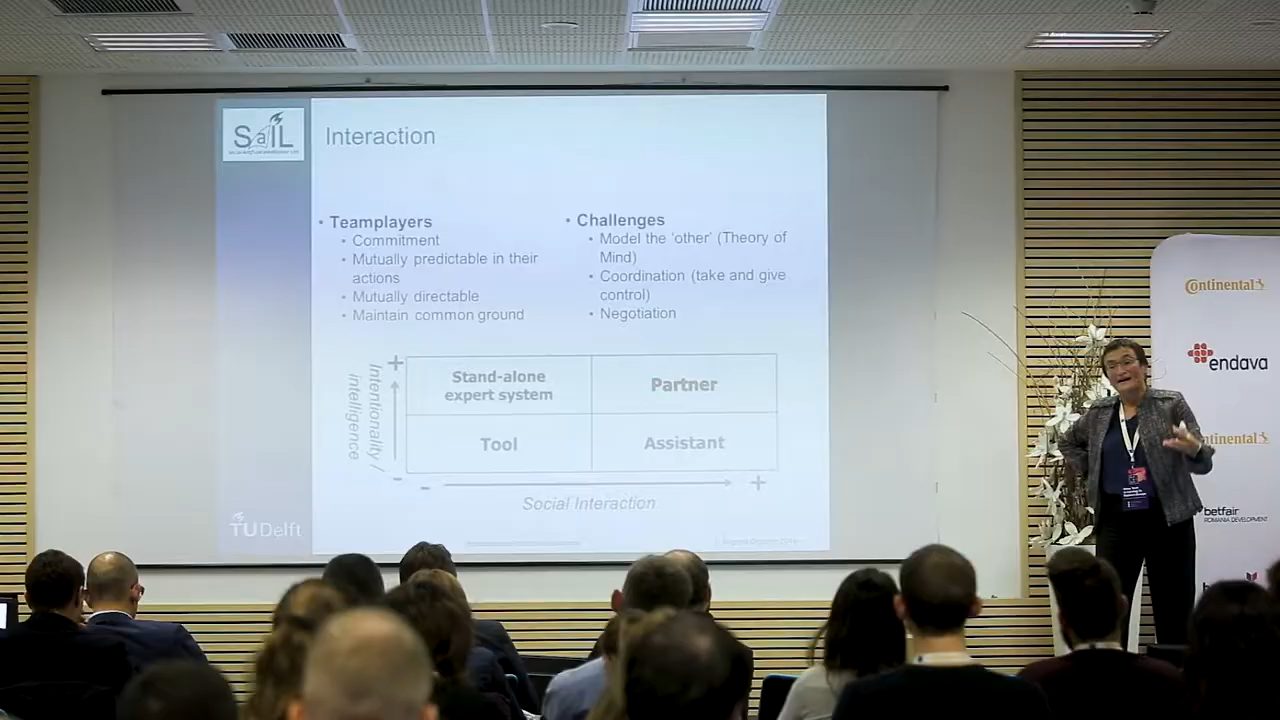 SaIL
Interaction
• Teamplayers
• Commitment
• Mutually predictable in their
actions
• Mutually directable
• Maintain common ground
• Challenges
• Model the 'other' (Theory of
Mind)
• Coordination (take and give
control)
• Negotiation
+
Intentionality /
intelligence
-
Stand-alone
expert system
Partner
Tool
Assistant
-
+
Social Interaction
TU Delft
Continental
endava
ntinental
betfair
ROMANIA DEVELOPMENT